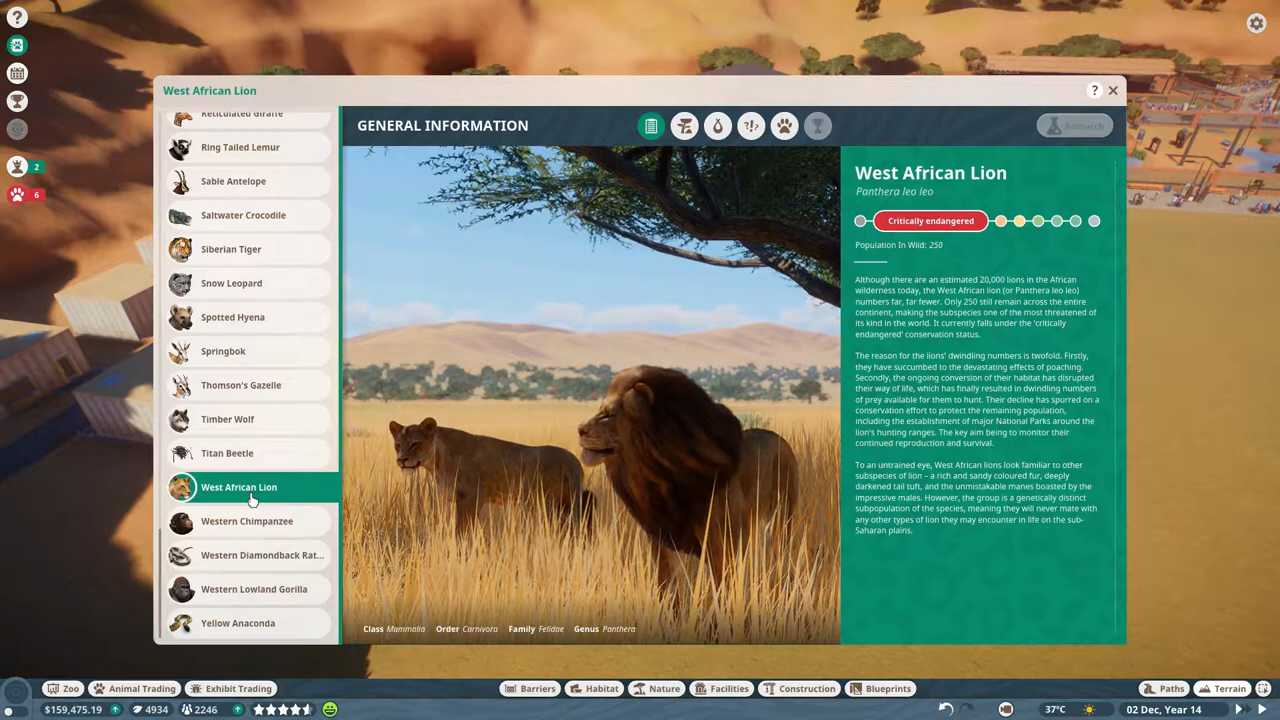 ?
2
6
West African Lion
?
Reticulated Giraffe
Ring Tailed Lemur
Sable Antelope
Saltwater Crocodile
Siberian Tiger
Snow Leopard
Spotted Hyena
Springbok
Thomson's Gazelle
Timber Wolf
Titan Beetle
West African Lion
Western Chimpanzee
Western Diamondback Rat...
Western Lowland Gorilla
Yellow Anaconda
GENERAL INFORMATION
?!?
Research
West African Lion
Panthera leo leo
Critically endangered
Population In Wild: 250
Although there are an estimated 20,000 lions in the African
wilderness today, the West African lion (or Panthera leo leo)
numbers far, far fewer. Only 250 still remain across the entire
continent, making the subspecies one of the most threatened of
its kind in the world. It currently falls under the 'critically
endangered' conservation status.
The reason for the lions' dwindling numbers is twofold. Firstly,
they have succumbed to the devastating effects of poaching.
Secondly, the ongoing conversion of their habitat has disrupted
their way of life, which has finally resulted in dwindling numbers
of prey available for them to hunt. Their decline has spurred on a
conservation effort to protect the remaining population,
including the establishment of major National Parks around the
lion's hunting ranges. The key aim being to monitor their
continued reproduction and survival.
To an untrained eye, West African lions look familiar to other
subspecies of lion – a rich and sandy coloured fur, deeply
darkened tail tuft, and the unmistakable manes boasted by the
impressive males. However, the group is a genetically distinct
subpopulation of the species, meaning they will never mate with
any other types of lion they may encounter in life on the sub-
Saharan plains.
Class Mammalia Order Carnivora Family Felidae Genus Panthera
Zoo
Animal Trading
Exhibit Trading
Barriers
Habitat
Nature
Facilities
Construction
Blueprints
Paths
Terrain
$159,475.19
4934
2246
37°C
02 Dec, Year 14